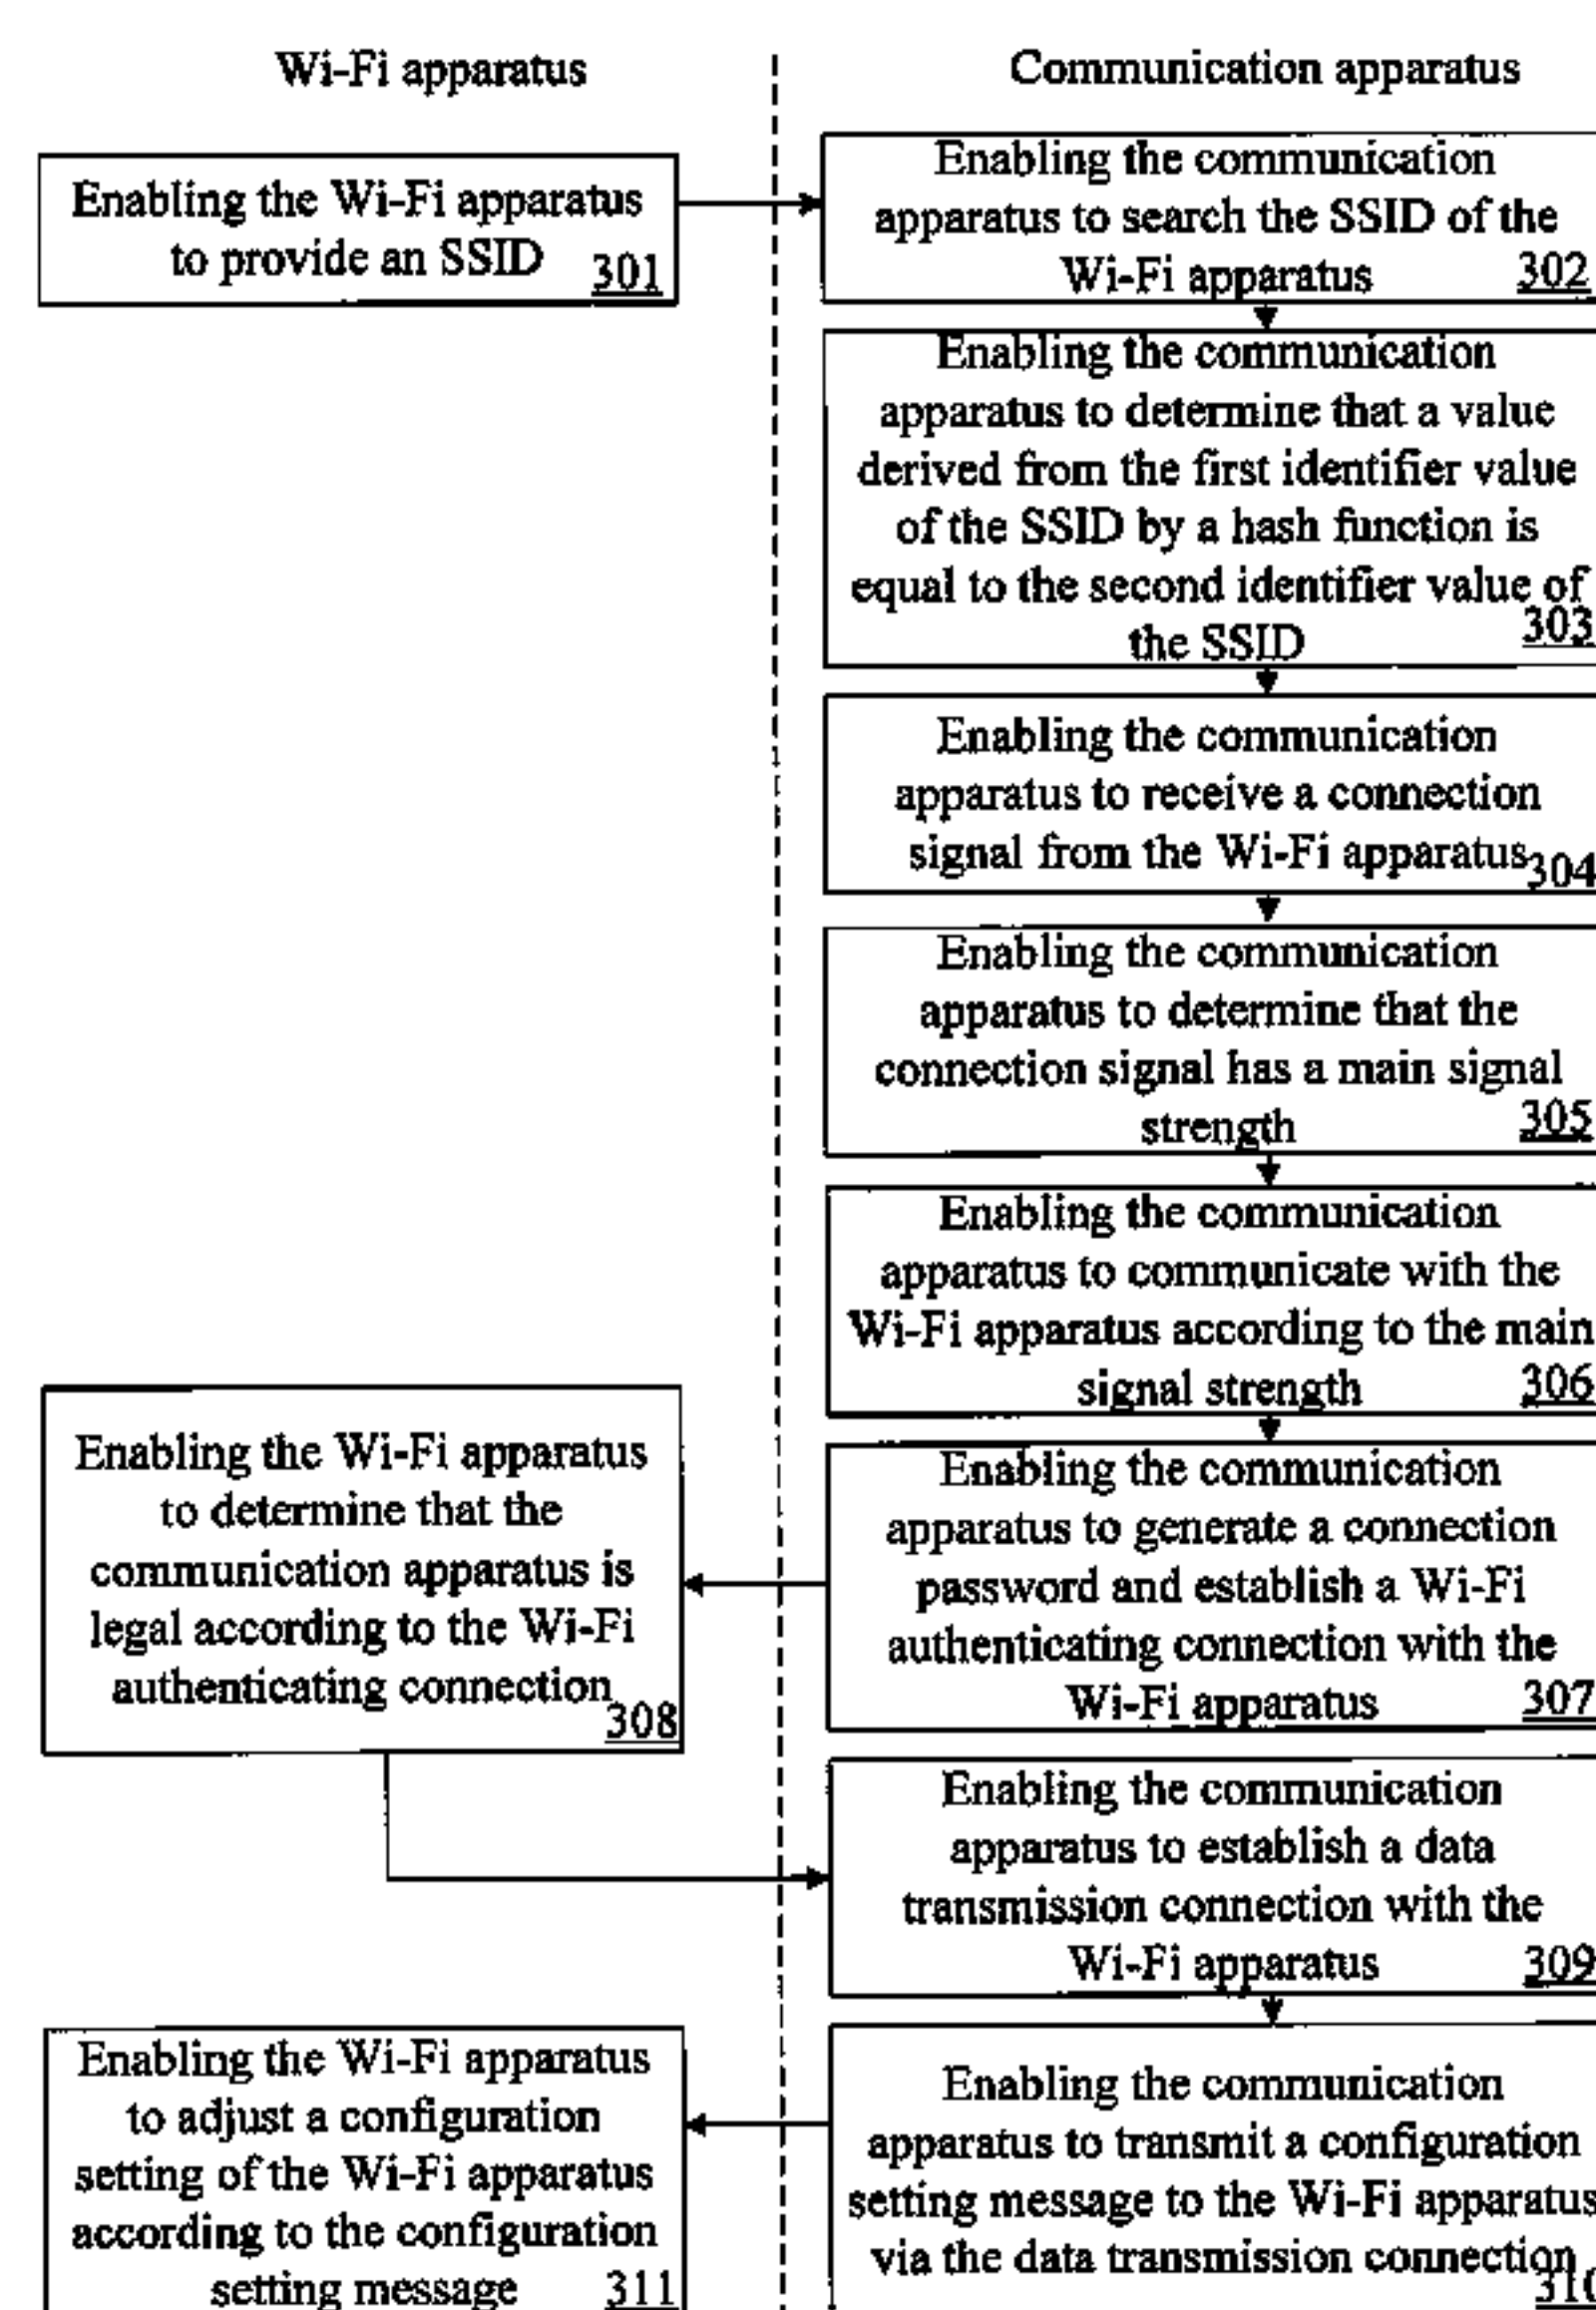 Wi-Fi apparatus
Communication apparatus
Enabling the Wi-Fi apparatus
to provide an SSID
301
Enabling the communication
apparatus to search the SSID of the
Wi-Fi apparatus
302
Enabling the communication
apparatus to determine that a value
derived from the first identifier value
of the SSID by a hash function is
equal to the second identifier value of
the SSID
303
Enabling the communication
apparatus to receive a connection
signal from the Wi-Fi apparatus
304
Enabling the communication
apparatus to determine that the
connection signal has a main signal
strength
305
Enabling the communication
apparatus to communicate with the
Wi-Fi apparatus according to the main
signal strength
306
Enabling the communication
apparatus to generate a connection
password and establish a Wi-Fi
authenticating connection with the
Wi-Fi apparatus
307
Enabling the Wi-Fi apparatus
to determine that the
communication apparatus is
legal according to the Wi-Fi
authenticating connection
308
Enabling the communication
apparatus to establish a data
transmission connection with the
Wi-Fi apparatus
309
Enabling the communication
apparatus to transmit a configuration
setting message to the Wi-Fi apparatus
via the data transmission connection
310
Enabling the Wi-Fi apparatus
to adjust a configuration
setting of the Wi-Fi apparatus
according to the configuration
setting message
311